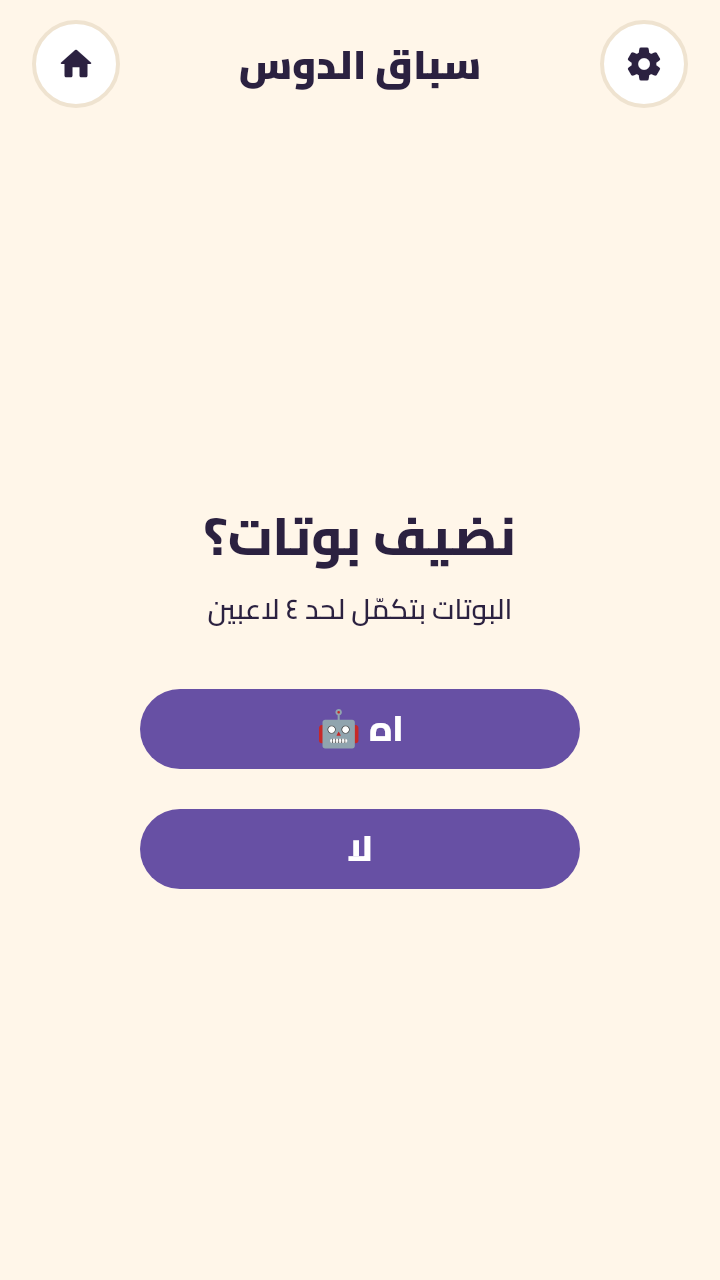 سباق الدوس
نضيف بوتات؟
البوتات بتكمّل لحد ٤ لاعبين
اه 🤖
لا